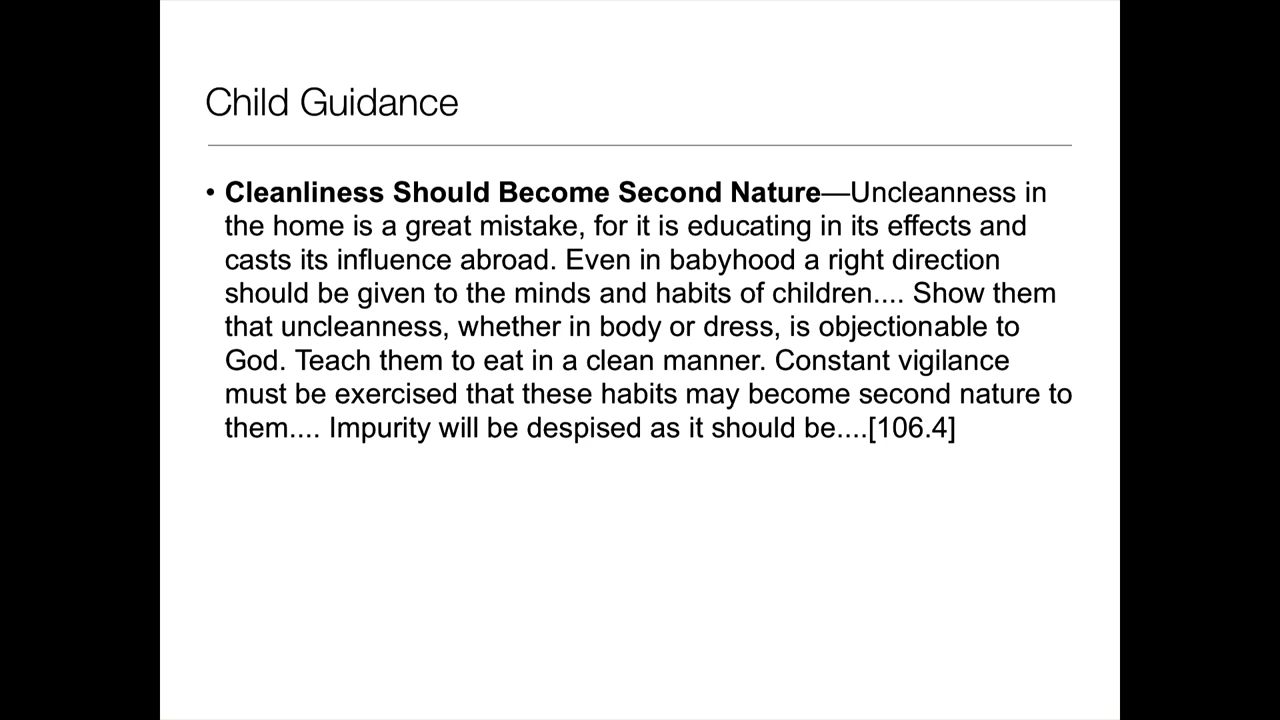 Child Guidance
• Cleanliness Should Become Second Nature—Uncleanness in
the home is a great mistake, for it is educating in its effects and
casts its influence abroad. Even in babyhood a right direction
should be given to the minds and habits of children.... Show them
that uncleanness, whether in body or dress, is objectionable to
God. Teach them to eat in a clean manner. Constant vigilance
must be exercised that these habits may become second nature to
them.... Impurity will be despised as it should be....[106.4]